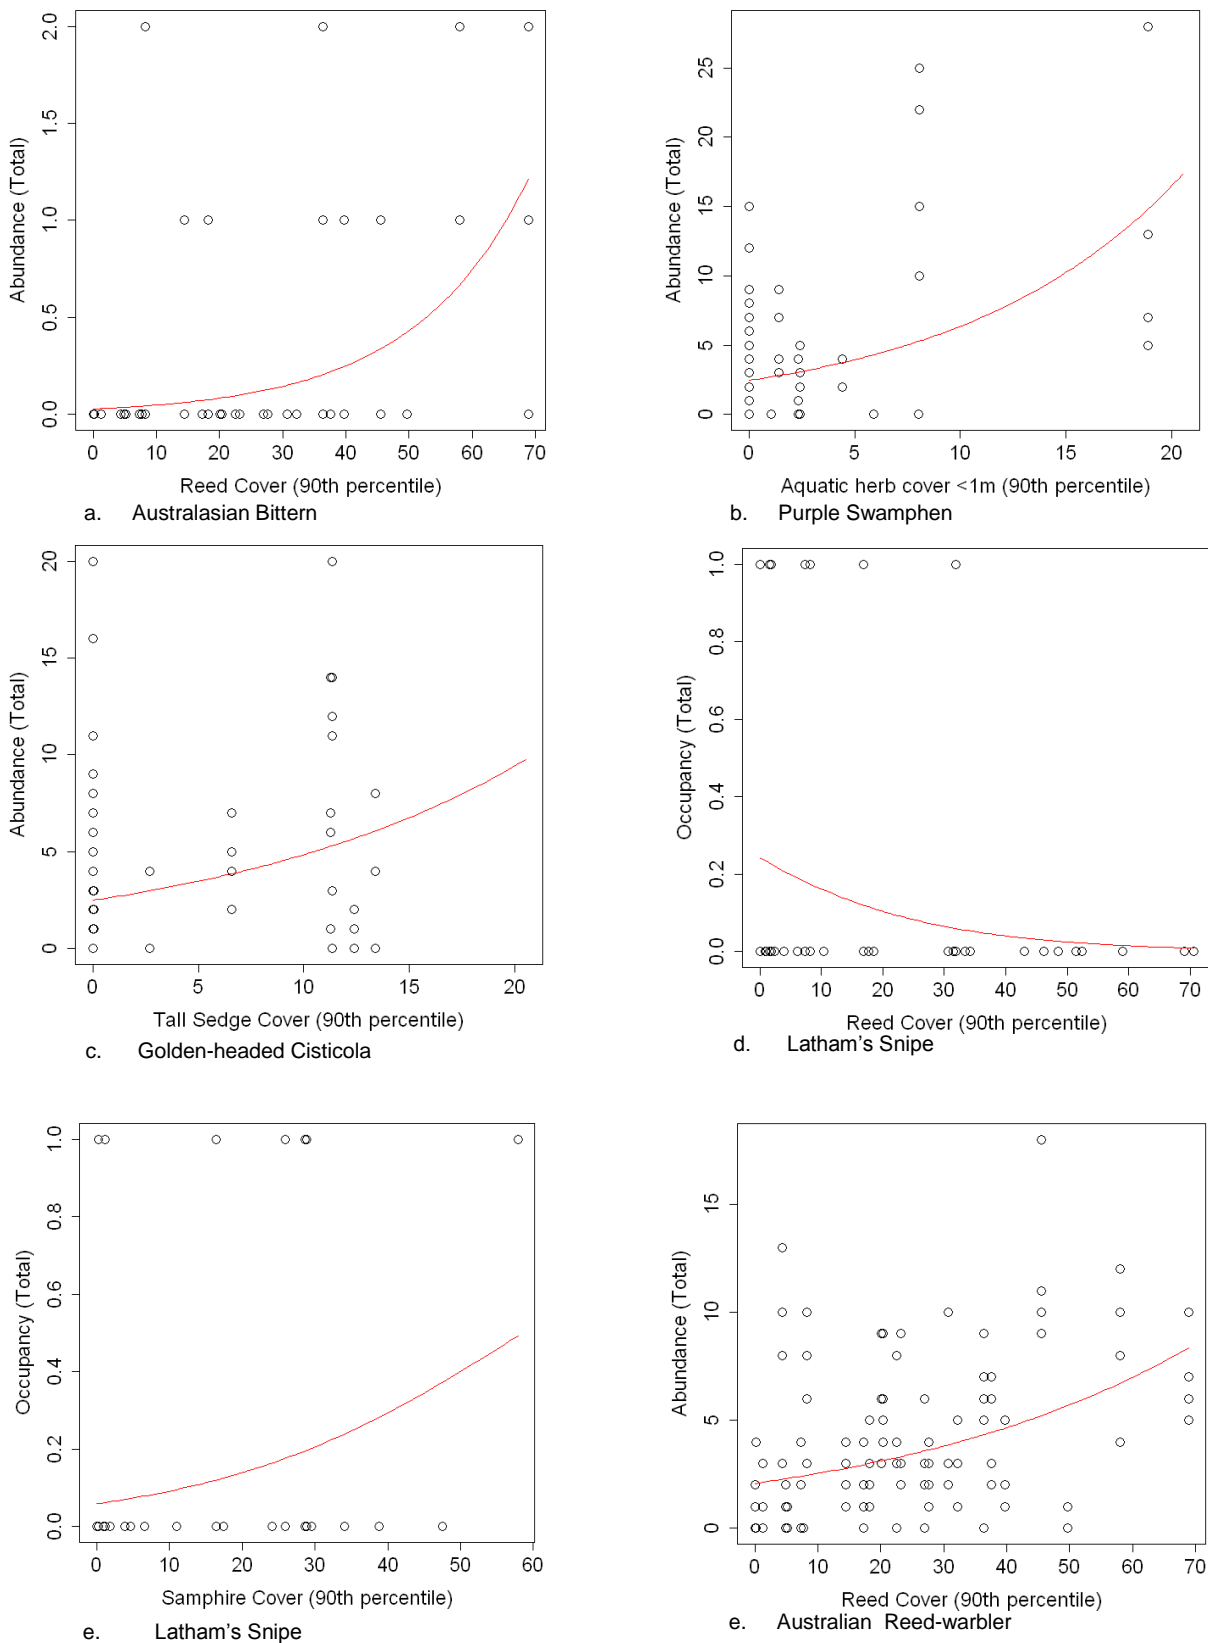 Abundance (Total)
2.0
1.5
1.0
0.5
0.0
0 10 20 30 40 50 60 70
Reed Cover (90th percentile)
a. Australasian Bittern
Abundance (Total)
25
20
15
10
5
0
0 5 10 15 20
Aquatic herb cover <1m (90th percentile)
b. Purple Swamphen
Abundance (Total)
20
15
10
5
0
0 5 10 15 20
Tall Sedge Cover (90th percentile)
c. Golden-headed Cisticola
Occupancy (Total)
1.0
0.8
0.6
0.4
0.2
0.0
0 10 20 30 40 50 60 70
Reed Cover (90th percentile)
d. Latham's Snipe
Occupancy (Total)
1.0
0.8
0.6
0.4
0.2
0.0
0 10 20 30 40 50 60
Samphire Cover (90th percentile)
e. Latham's Snipe
Abundance (Total)
15
10
5
0
0 10 20 30 40 50 60 70
Reed Cover (90th percentile)
e. Australian Reed-warbler